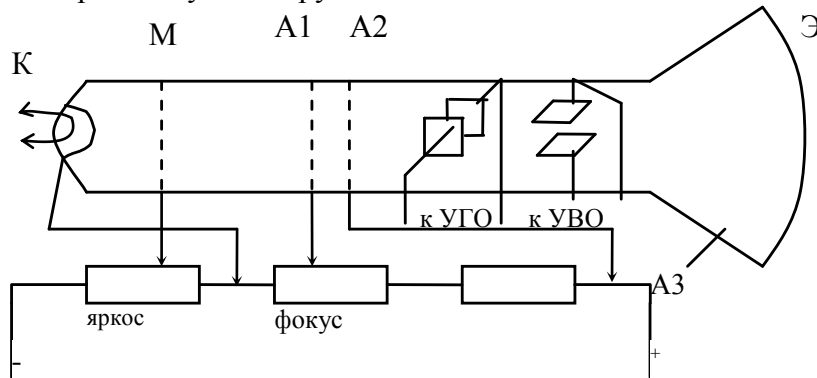 М А1 А2 Э
К
к УГО к УВО
А3
яркос фокус
- +